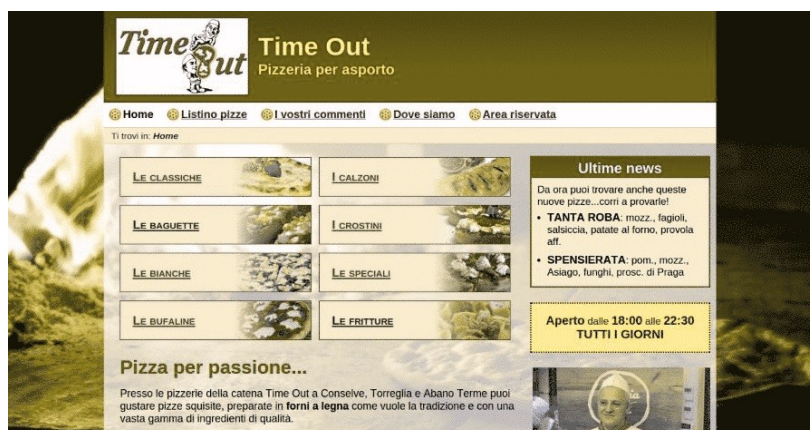 Time Out
Time Out
Pizzeria per asporto
Home Listino pizze I vostri commenti Dove siamo Area riservata
Ti trovi in: Home
LE CLASSICHE
I CALZONI
LE BAGUETTE
I CROSTINI
LE BIANCHE
LE SPECIALI
LE BUFALINE
LE FRITTURE
Pizza per passione...
Presso le pizzerie della catena Time Out a Conselve, Torreglia e Abano Terme puoi
gustare pizze squisite, preparate in forni a legna come vuole la tradizione e con una
vasta gamma di ingredienti di qualità.
Ultime news
Da ora puoi trovare anche queste
nuove pizze...corri a provarle!
• TANTA ROBA: mozz., fagioli,
salsiccia, patate al forno, provola
aff.
• SPENSIERATA: pom., mozz.,
Asiago, funghi, prosc. di Praga
Aperto dalle 18:00 alle 22:30
TUTTI I GIORNI